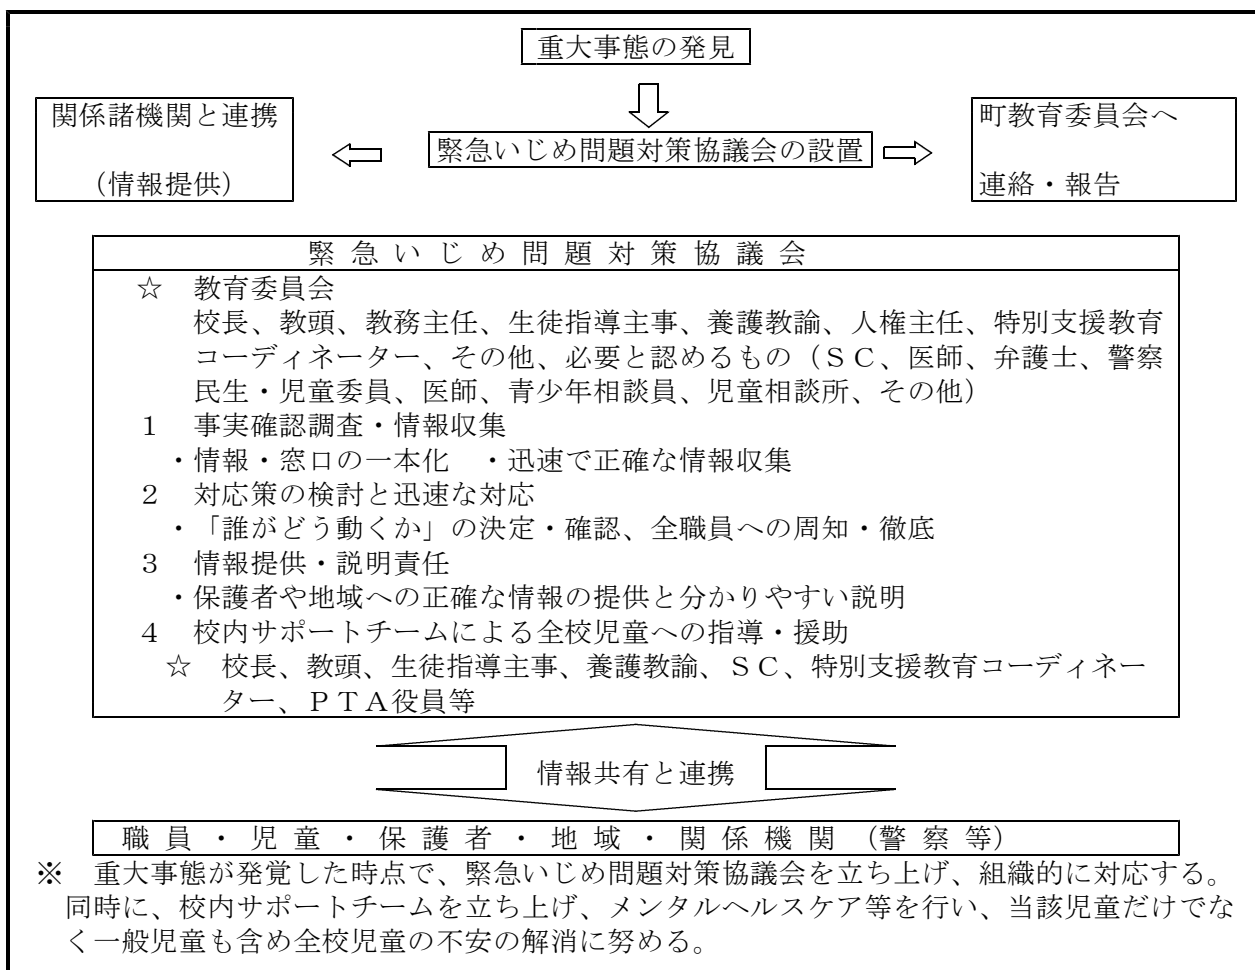 重大事態の発見
関係諸機関と連携
（情報提供）
緊急いじめ問題対策協議会の設置
町教育委員会へ
連絡・報告
緊急いじめ問題対策協議会
☆　教育委員会
校長、教頭、教務主任、生徒指導主事、養護教諭、人権主任、特別支援教育
コーディネーター、その他、必要と認めるもの（ＳＣ、医師、弁護士、警察
民生・児童委員、医師、青少年相談員、児童相談所、その他）
１　事実確認調査・情報収集
・情報・窓口の一本化　・迅速で正確な情報収集
２　対応策の検討と迅速な対応
・「誰がどう動くか」の決定・確認、全職員への周知・徹底
３　情報提供・説明責任
・保護者や地域への正確な情報の提供と分かりやすい説明
４　校内サポートチームによる全校児童への指導・援助
☆　校長、教頭、生徒指導主事、養護教諭、ＳＣ、特別支援教育コーディネー
ター、ＰＴＡ役員等
情報共有と連携
職員・児童・保護者・地域・関係機関（警察等）
※　重大事態が発覚した時点で、緊急いじめ問題対策協議会を立ち上げ、組織的に対応する。
同時に、校内サポートチームを立ち上げ、メンタルヘルスケア等を行い、当該児童だけでな
く一般児童も含め全校児童の不安の解消に努める。